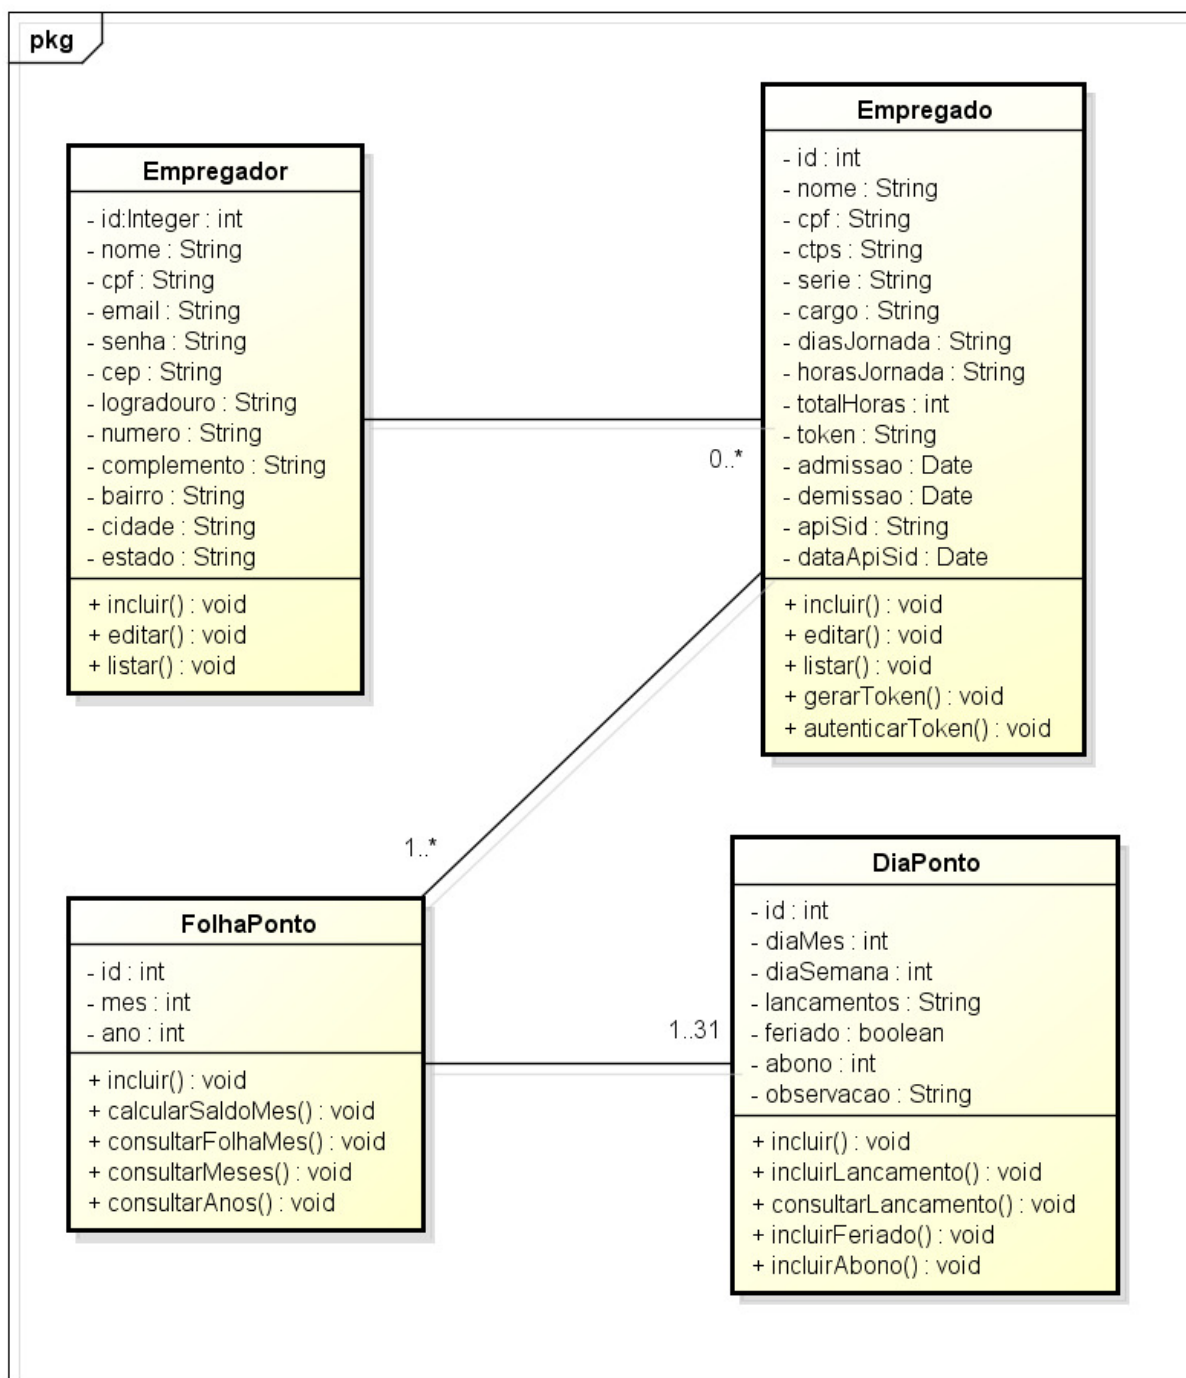 pkg
Empregador
- id:Integer : int
- nome : String
- cpf : String
- email : String
- senha : String
- cep : String
- logradouro : String
- numero : String
- complemento : String
- bairro : String
- cidade : String
- estado : String
+ incluir() : void
+ editar() : void
+ listar() : void
Empregado
- id : int
- nome : String
- cpf : String
- ctps : String
- serie : String
- cargo : String
- diasJornada : String
- horasJornada : String
- totalHoras : int
- token : String
- admissao : Date
- demissao : Date
- apiSid : String
- dataApiSid : Date
+ incluir() : void
+ editar() : void
+ listar() : void
+ gerarToken() : void
+ autenticarToken() : void
0..*
1..*
FolhaPonto
- id : int
- mes : int
- ano : int
+ incluir() : void
+ calcularSaldoMes() : void
+ consultarFolhaMes() : void
+ consultarMeses() : void
+ consultarAnos() : void
1..31
DiaPonto
- id : int
- diaMes : int
- diaSemana : int
- lancamentos : String
- feriado : boolean
- abono : int
- observacao : String
+ incluir() : void
+ incluirLancamento() : void
+ consultarLancamento() : void
+ incluirFeriado() : void
+ incluirAbono() : void